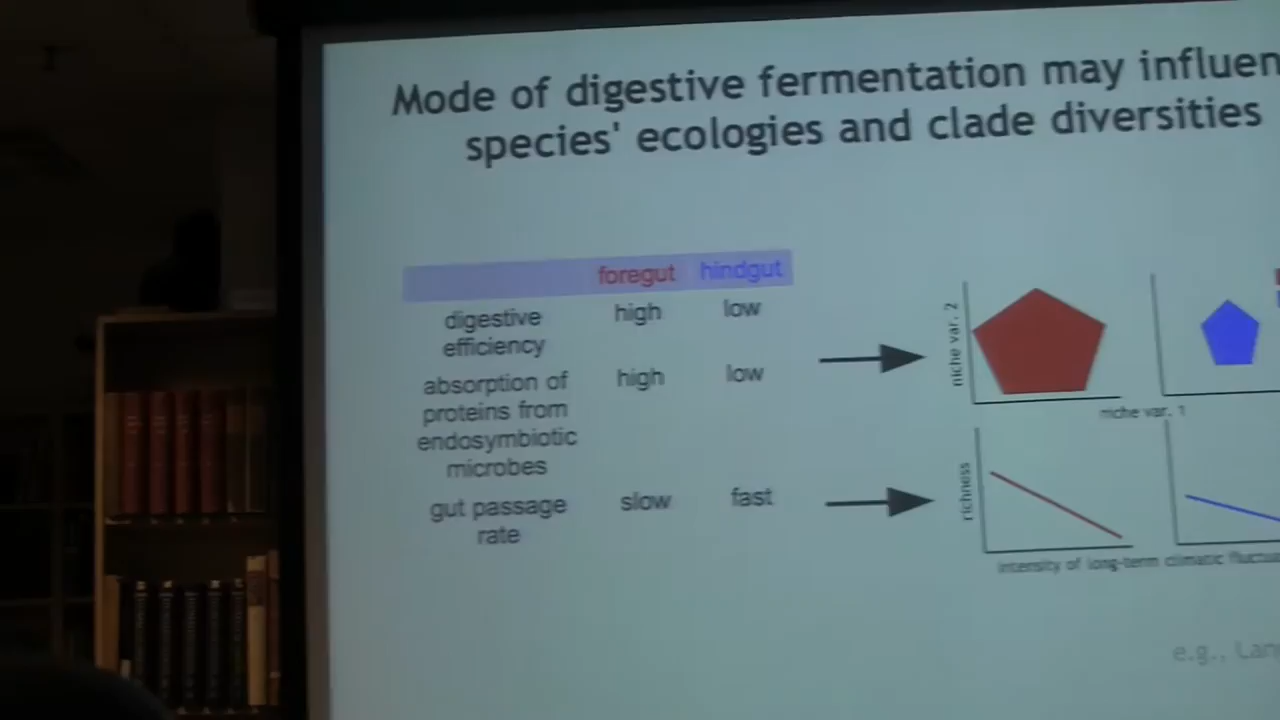 Mode of digestive fermentation may influen
species' ecologies and clade diversities
foregut hindgut
digestive high low
efficiency
absorption of high low
proteins from
endosymbiotic
microbes
gut passage slow fast
rate
niche var. 2
niche var. 1
richness
intensity of long-term climatic fluctua
e.g., Lan